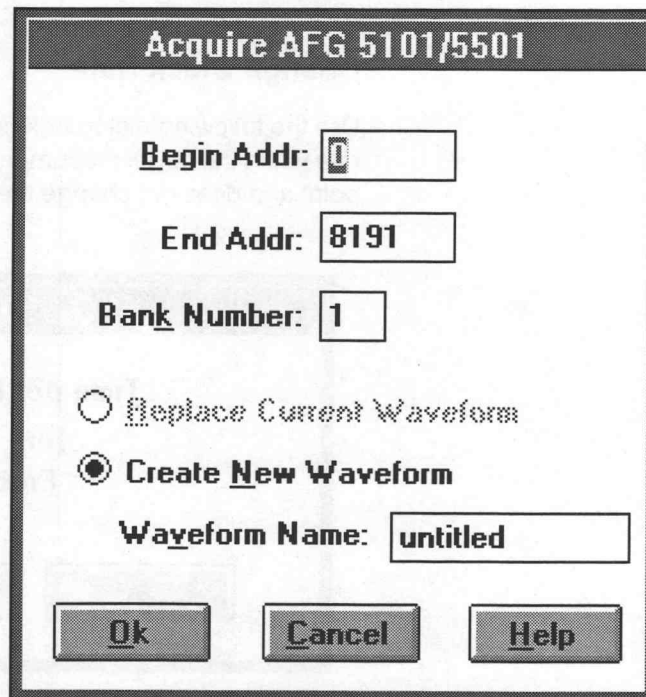 Acquire AFG 5101/5501
Begin Addr: 0
End Addr: 8191
Bank Number: 1
Replace Current Waveform
Create New Waveform
Waveform Name: untitled
Ok Cancel Help